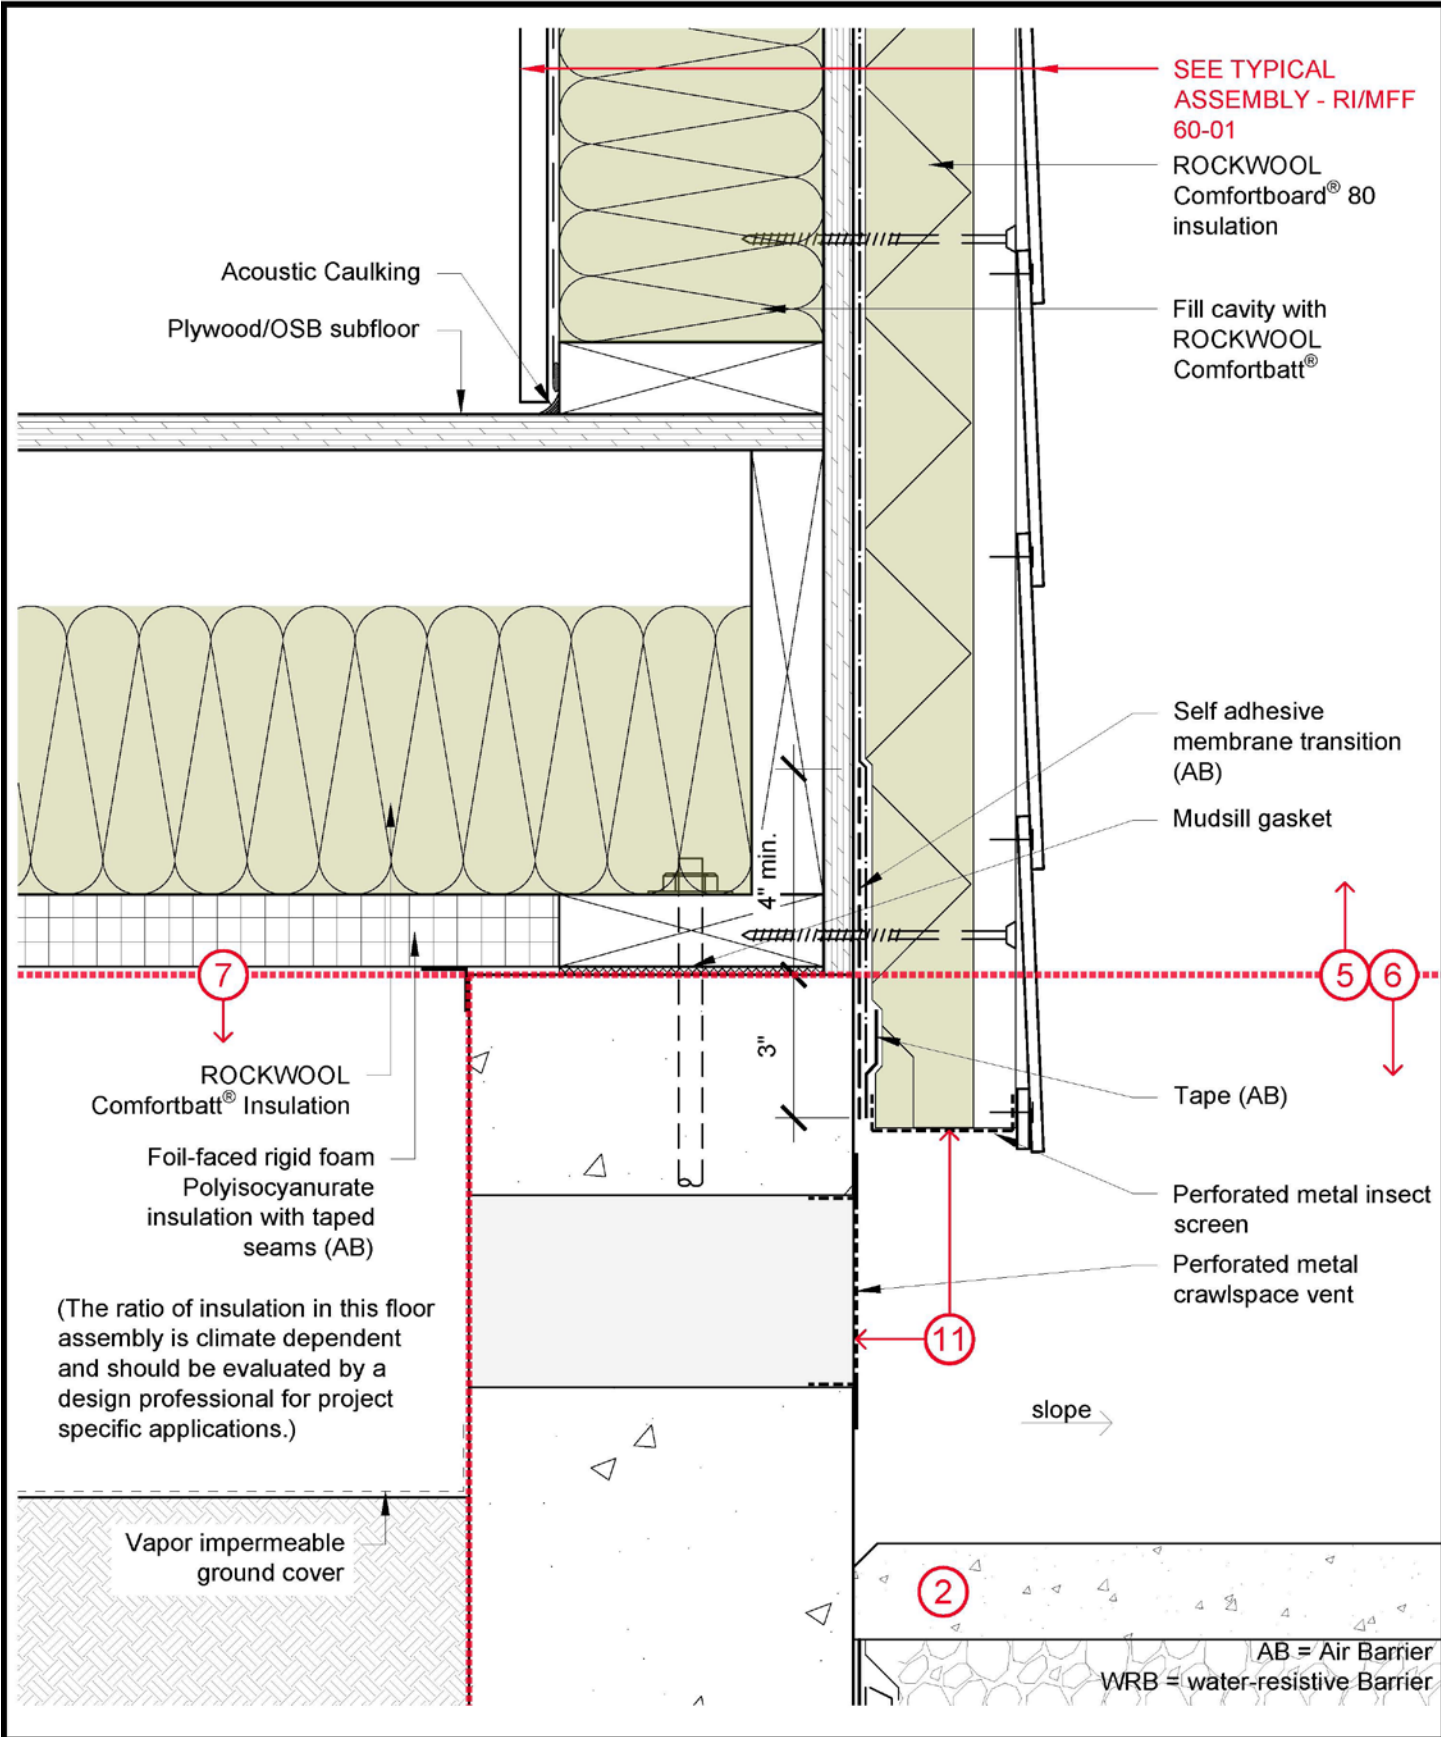 SEE TYPICAL
ASSEMBLY - RI/MFF
60-01
ROCKWOOL
Comfortboard® 80
insulation
Acoustic Caulking
Plywood/OSB subfloor
Fill cavity with
ROCKWOOL
Comfortbatt®
Self adhesive
membrane transition
(AB)
Mudsill gasket
4" min.
7
5 6
3"
ROCKWOOL
Comfortbatt® Insulation
Tape (AB)
Foil-faced rigid foam
Polyisocyanurate
insulation with taped
seams (AB)
Perforated metal insect
screen
Perforated metal
crawlspace vent
(The ratio of insulation in this floor
assembly is climate dependent
and should be evaluated by a
design professional for project
specific applications.)
11
slope
Vapor impermeable
ground cover
2
AB = Air Barrier
WRB = water-resistive Barrier